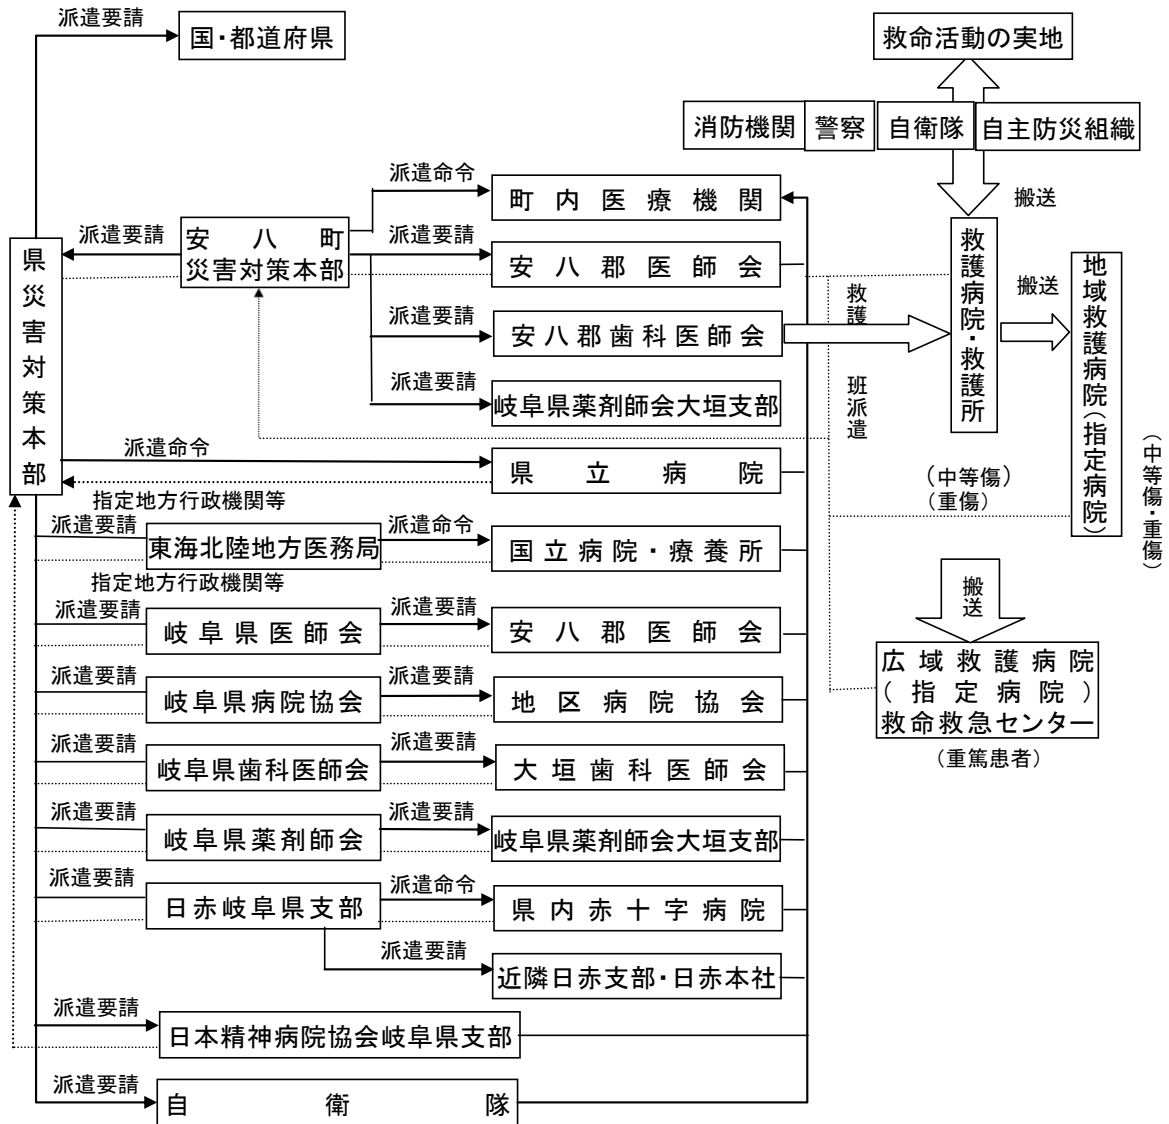 派遣要請
国・都道府県
救命活動の実地
消防機関
警察
自衛隊
自主防災組織
派遣命令
町内医療機関
搬送
派遣要請
安八町
災害対策本部
派遣要請
安八郡医師会
県災害対策本部
救護病院・救護所
搬送
地域救護病院(指定病院)
(中等傷・重傷)
救護
班派遣
派遣要請
安八郡歯科医師会
派遣要請
岐阜県薬剤師会大垣支部
派遣命令
県立病院
(中等傷)
(重傷)
指定地方行政機関等
派遣要請
東海北陸地方医務局
派遣命令
国立病院・療養所
指定地方行政機関等
派遣要請
岐阜県医師会
派遣要請
安八郡医師会
搬送
広域救護病院
(指定病院)
救命救急センター
(重篤患者)
派遣要請
岐阜県病院協会
派遣要請
地区病院協会
派遣要請
岐阜県歯科医師会
派遣要請
大垣歯科医師会
派遣要請
岐阜県薬剤師会
派遣要請
岐阜県薬剤師会大垣支部
派遣要請
日赤岐阜県支部
派遣命令
県内赤十字病院
派遣要請
近隣日赤支部・日赤本社
派遣要請
日本精神病院協会岐阜県支部
派遣要請
自衛隊